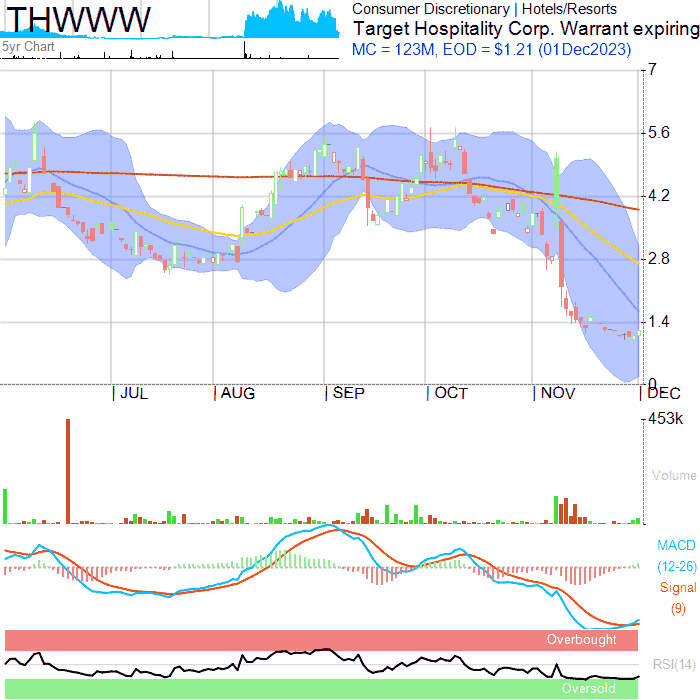 THWWW
5yr Chart
Consumer Discretionary | Hotels/Resorts
Target Hospitality Corp. Warrant expiring
MC = 123M, EOD = $1.21 (01Dec2023)
7
5.6
4.2
2.8
1.4
0
JUL AUG SEP OCT NOV DEC
453k
Volume
MACD
(12-26)
Signal
(9)
Overbought
RSI(14)
Oversold